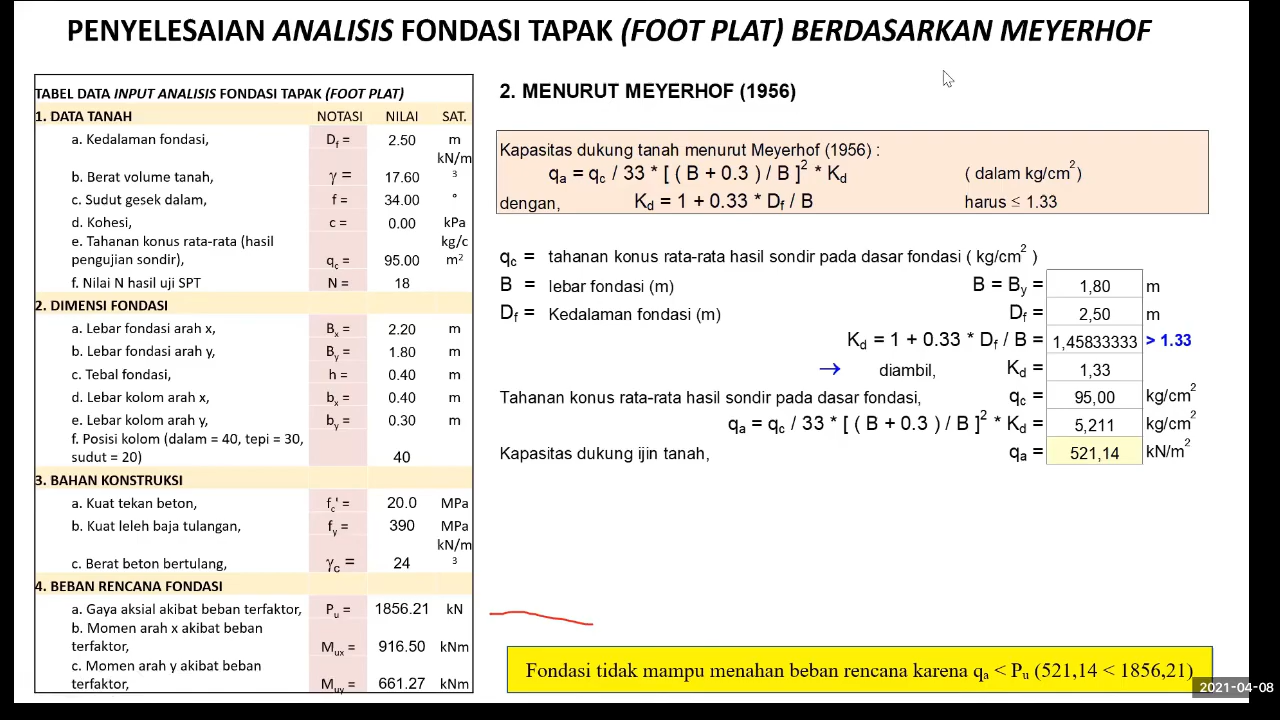 PENYELESAIAN ANALISIS FONDASI TAPAK (FOOT PLAT) BERDASARKAN MEYERHOF
TABEL DATA INPUT ANALISIS FONDASI TAPAK (FOOT PLAT)
1. DATA TANAH NOTASI NILAI SAT.
a. Kedalaman fondasi, Df = 2.50 m
b. Berat volume tanah, γ = 17.60 kN/m³
c. Sudut gesek dalam, f = 34.00 °
d. Kohesi, c = 0.00 kPa
e. Tahanan konus rata-rata (hasil
pengujian sondir), qc = 95.00 kg/cm²
f. Nilai N hasil uji SPT N = 18
2. DIMENSI FONDASI
a. Lebar fondasi arah x, Bx = 2.20 m
b. Lebar fondasi arah y, By = 1.80 m
c. Tebal fondasi, h = 0.40 m
d. Lebar kolom arah x, bx = 0.40 m
e. Lebar kolom arah y, by = 0.30 m
f. Posisi kolom (dalam = 40, tepi = 30,
sudut = 20) 40
3. BAHAN KONSTRUKSI
a. Kuat tekan beton, fc' = 20.0 MPa
b. Kuat leleh baja tulangan, fy = 390 MPa
c. Berat beton bertulang, γc = 24 kN/m³
4. BEBAN RENCANA FONDASI
a. Gaya aksial akibat beban terfaktor, Pu = 1856.21 kN
b. Momen arah x akibat beban
terfaktor, Mux = 916.50 kNm
c. Momen arah y akibat beban
terfaktor, Muy = 661.27 kNm
2. MENURUT MEYERHOF (1956)
Kapasitas dukung tanah menurut Meyerhof (1956) :
qa = qc / 33 * [ ( B + 0.3 ) / B ]² * Kd ( dalam kg/cm²)
dengan, Kd = 1 + 0.33 * Df / B harus ≤ 1.33
qc = tahanan konus rata-rata hasil sondir pada dasar fondasi ( kg/cm² )
B = lebar fondasi (m) B = By = 1,80 m
Df = Kedalaman fondasi (m) Df = 2,50 m
Kd = 1 + 0.33 * Df / B = 1,45833333 > 1.33
→ diambil, Kd = 1,33
Tahanan konus rata-rata hasil sondir pada dasar fondasi, qc = 95,00 kg/cm²
qa = qc / 33 * [ ( B + 0.3 ) / B ]² * Kd = 5,211 kg/cm²
Kapasitas dukung ijin tanah, qa = 521,14 kN/m²
Fondasi tidak mampu menahan beban rencana karena qa < Pu (521,14 < 1856,21)
2021-04-08